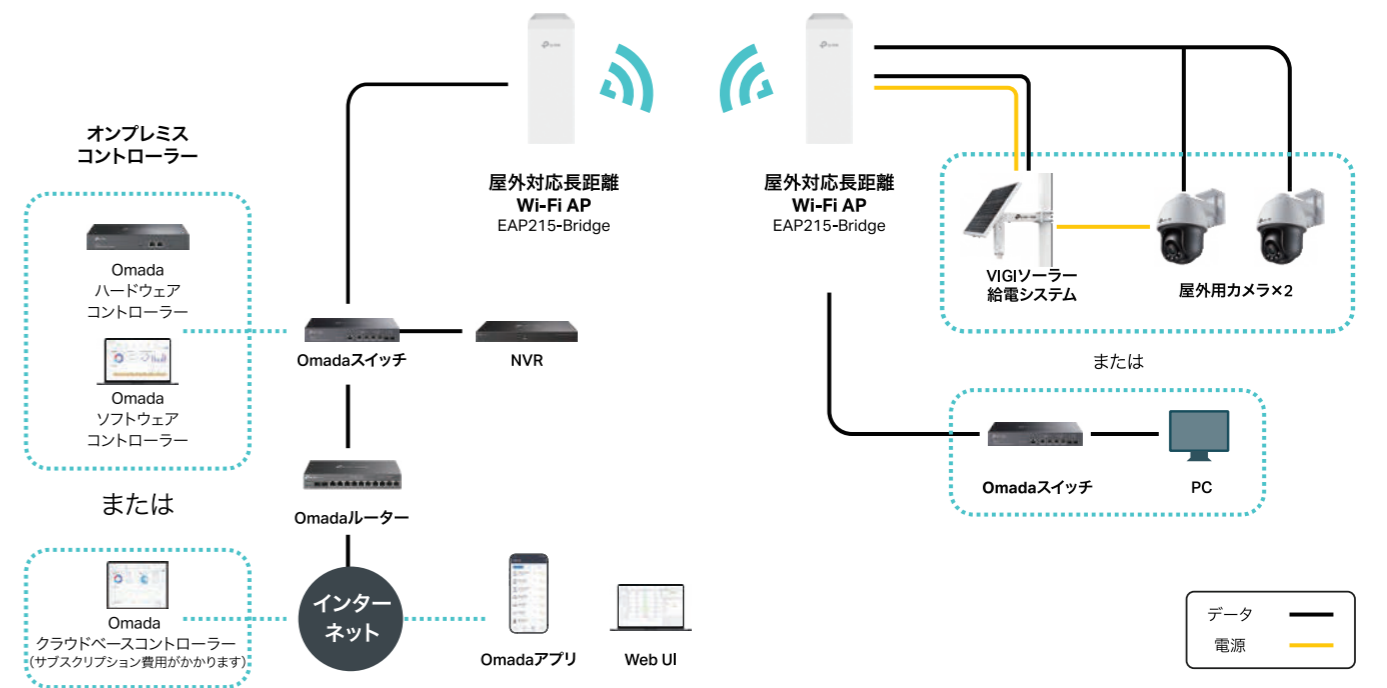 オンプレミス
コントローラー
Omada
ハードウェア
コントローラー
Omada
ソフトウェア
コントローラー
または
Omada
クラウドベースコントローラー
(サブスクリプション費用がかかります)
屋外対応長距離
Wi-Fi AP
EAP215-Bridge
Omadaスイッチ
NVR
Omadaルーター
インター
ネット
Omadaアプリ
Web UI
屋外対応長距離
Wi-Fi AP
EAP215-Bridge
VIGIソーラー
給電システム
屋外用カメラ×2
または
Omadaスイッチ
PC
データ
電源